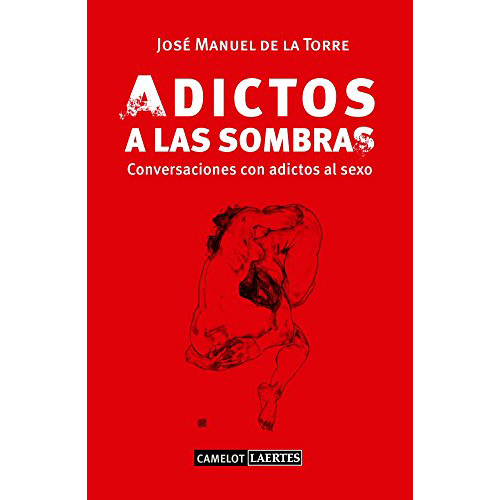 JOSÉ MANUEL DE LA TORRE
ADICTOS
A LAS SOMBRAS
Conversaciones con adictos al sexo
CAMELOT LAERTES